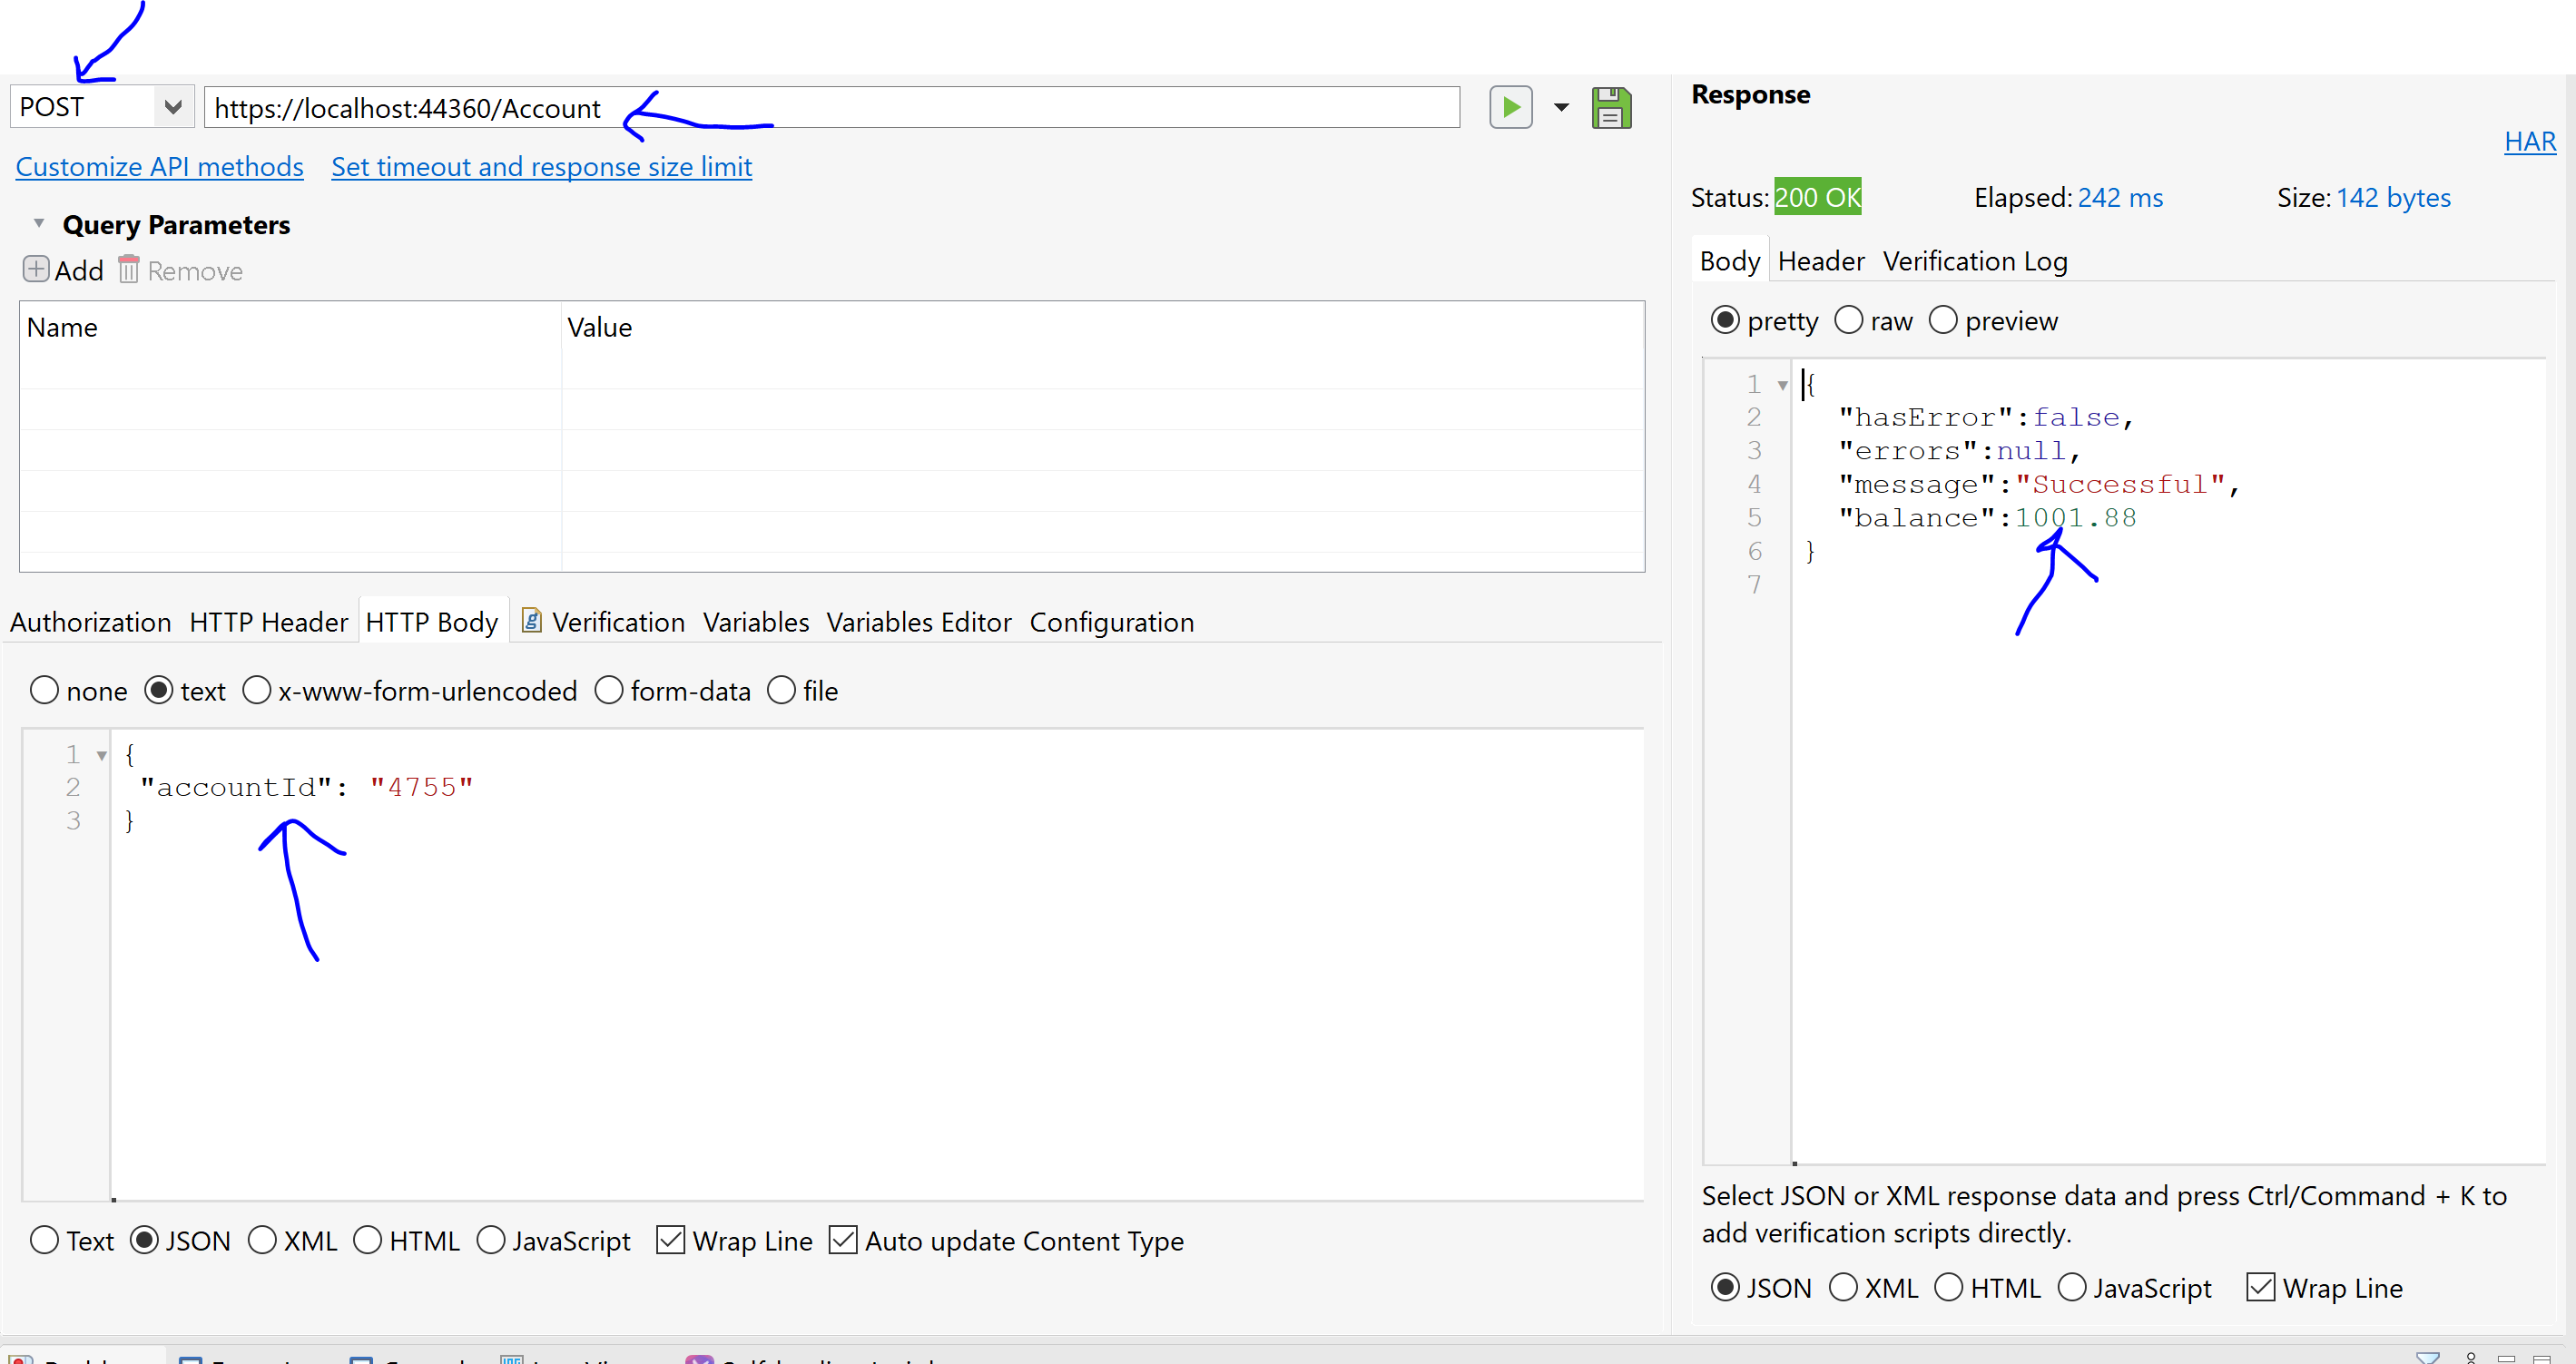 POST https://localhost:44360/Account
Customize API methods Set timeout and response size limit
Query Parameters
Add Remove
Name Value
Authorization HTTP Header HTTP Body Verification Variables Variables Editor Configuration
none text x-www-form-urlencoded form-data file
1 {
2 "accountId": "4755"
3 }
Text JSON XML HTML JavaScript Wrap Line Auto update Content Type
Response
HAR
Status: 200 OK Elapsed: 242 ms Size: 142 bytes
Body Header Verification Log
pretty raw preview
1 {
2 "hasError":false,
3 "errors":null,
4 "message":"Successful",
5 "balance":1001.88
6 }
7
Select JSON or XML response data and press Ctrl/Command + K to
add verification scripts directly.
JSON XML HTML JavaScript Wrap Line